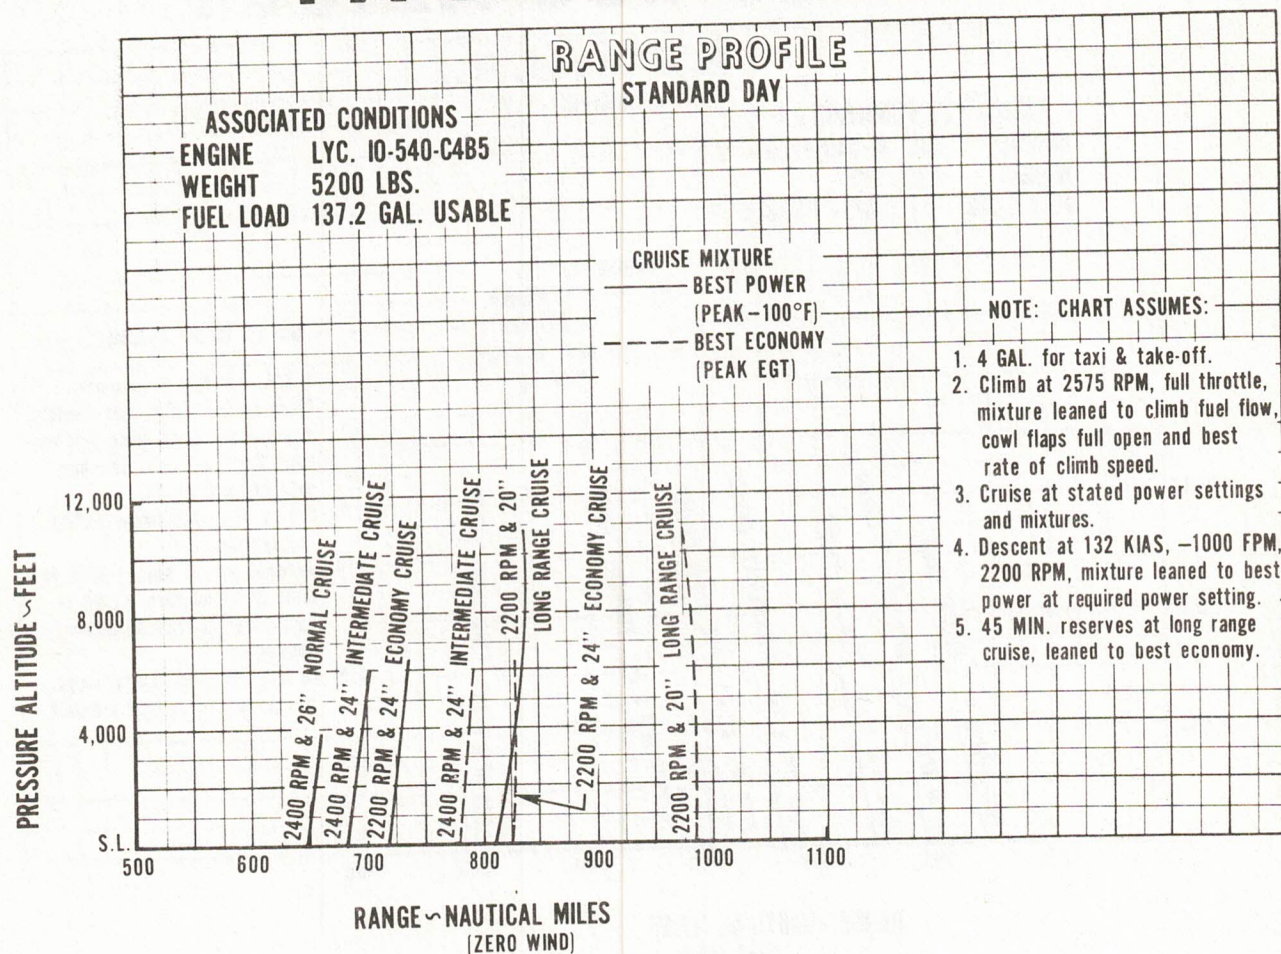 RANGE PROFILE
STANDARD DAY
ASSOCIATED CONDITIONS
ENGINE LYC. IO-540-C4B5
WEIGHT 5200 LBS.
FUEL LOAD 137.2 GAL. USABLE
CRUISE MIXTURE
BEST POWER
(PEAK-100°F)
BEST ECONOMY
(PEAK EGT)
NOTE: CHART ASSUMES:
1. 4 GAL. for taxi & take-off.
2. Climb at 2575 RPM, full throttle,
mixture leaned to climb fuel flow,
cowl flaps full open and best
rate of climb speed.
3. Cruise at stated power settings
and mixtures.
4. Descent at 132 KIAS, –1000 FPM,
2200 RPM, mixture leaned to best
power at required power setting.
5. 45 MIN. reserves at long range
cruise, leaned to best economy.
PRESSURE ALTITUDE~FEET
12,000
8,000
4,000
S.L.
2400 RPM & 26" NORMAL CRUISE
2400 RPM & 24" INTERMEDIATE CRUISE
2200 RPM & 24" ECONOMY CRUISE
2400 RPM & 24" INTERMEDIATE CRUISE
2200 RPM & 20"
LONG RANGE CRUISE
2200 RPM & 24" ECONOMY CRUISE
2200 RPM & 20" LONG RANGE CRUISE
500 600 700 800 900 1000 1100
RANGE~NAUTICAL MILES
(ZERO WIND)